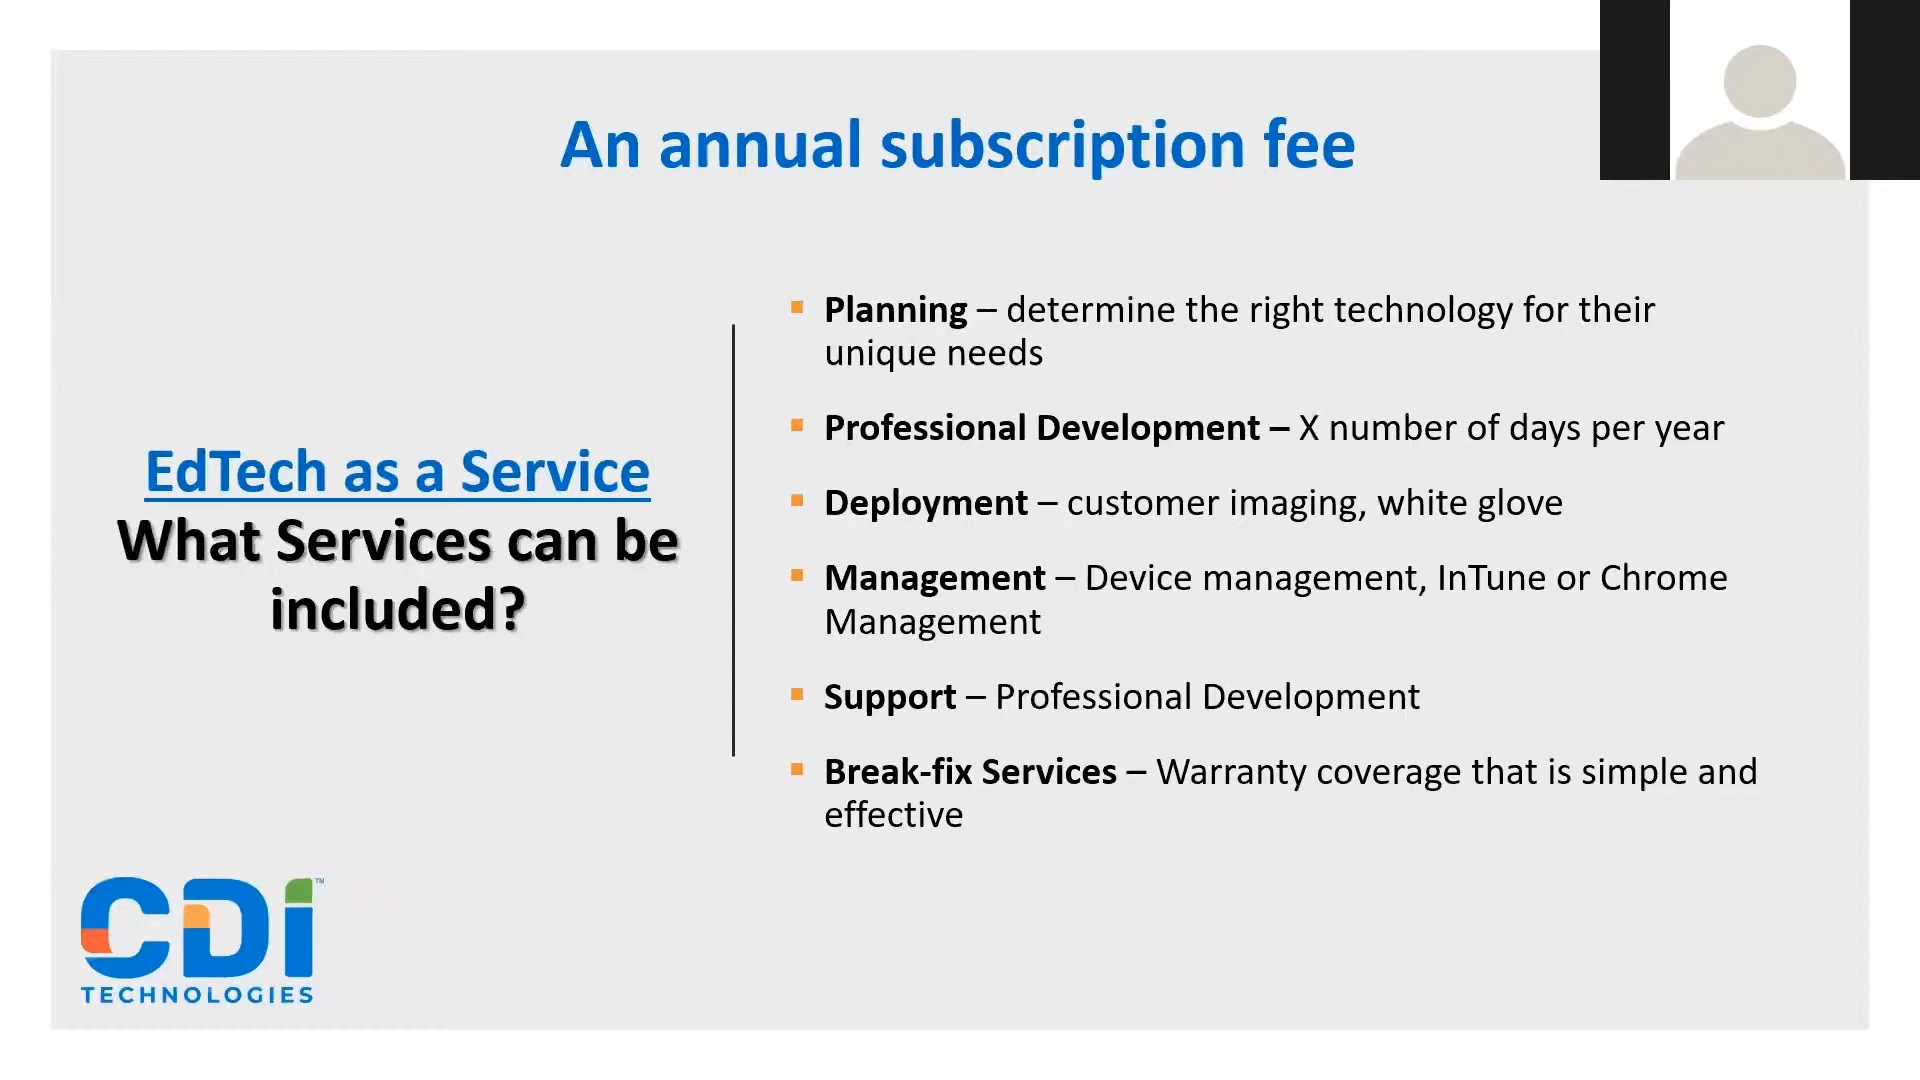 An annual subscription fee
EdTech as a Service
What Services can be
included?
▪ Planning – determine the right technology for their
unique needs
▪ Professional Development – X number of days per year
▪ Deployment – customer imaging, white glove
▪ Management – Device management, InTune or Chrome
Management
▪ Support – Professional Development
▪ Break-fix Services – Warranty coverage that is simple and
effective
CDi™
TECHNOLOGIES